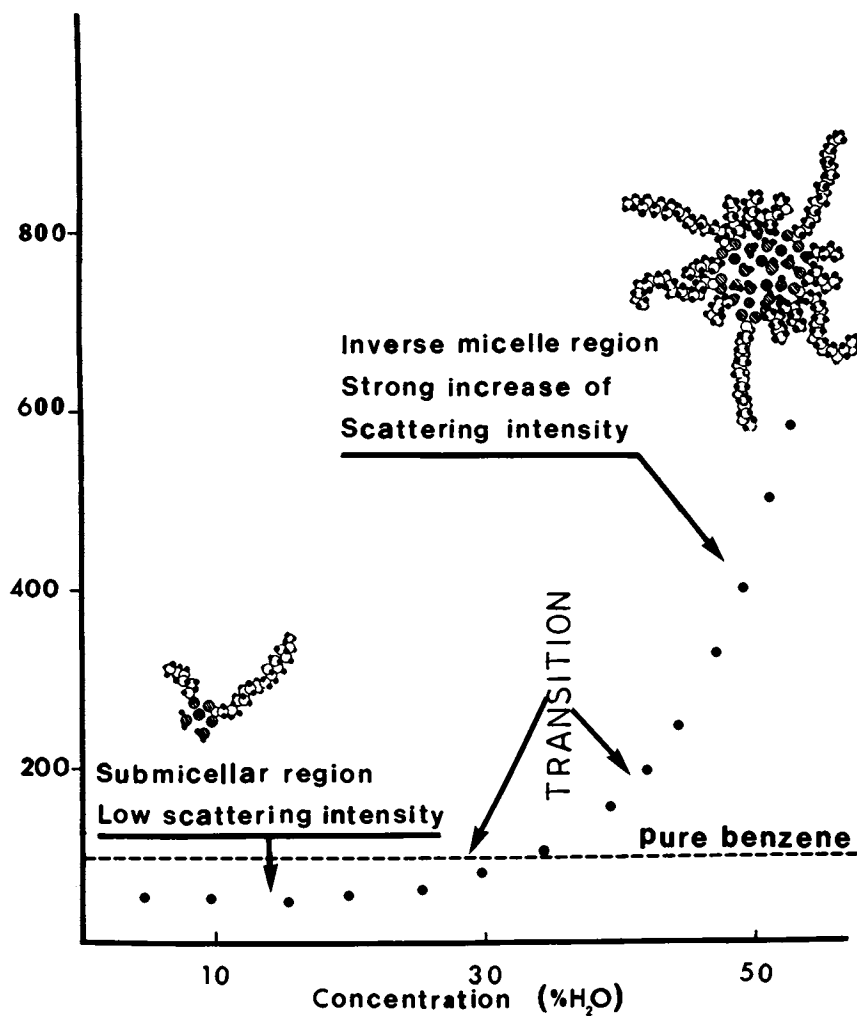 800
Inverse micelle region
Strong increase of
600
Scattering intensity
400
TRANSITION
200
Submicellar region
Low scattering intensity
pure benzene
10
30
50
Concentration (%H₂O)